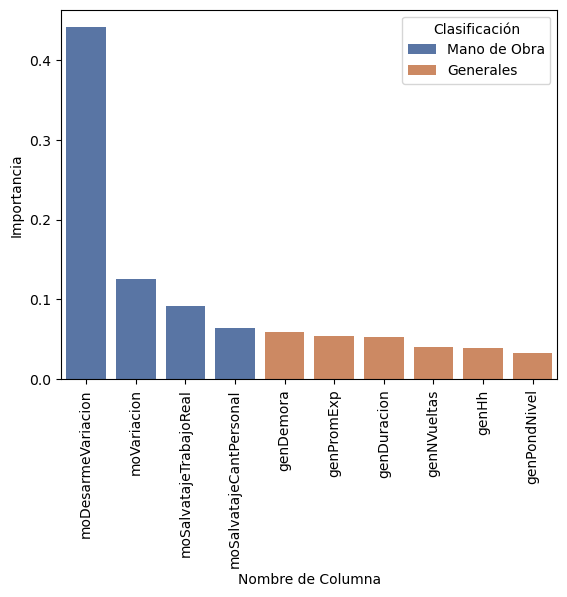 Clasificación
Mano de Obra
Generales
Importancia
0.4
0.3
0.2
0.1
0.0
moDesarmeVariacion
moVariacion
moSalvatajeTrabajoReal
moSalvatajeCantPersonal
genDemora
genPromExp
genDuracion
genNVueltas
genHh
genPondNivel
Nombre de Columna